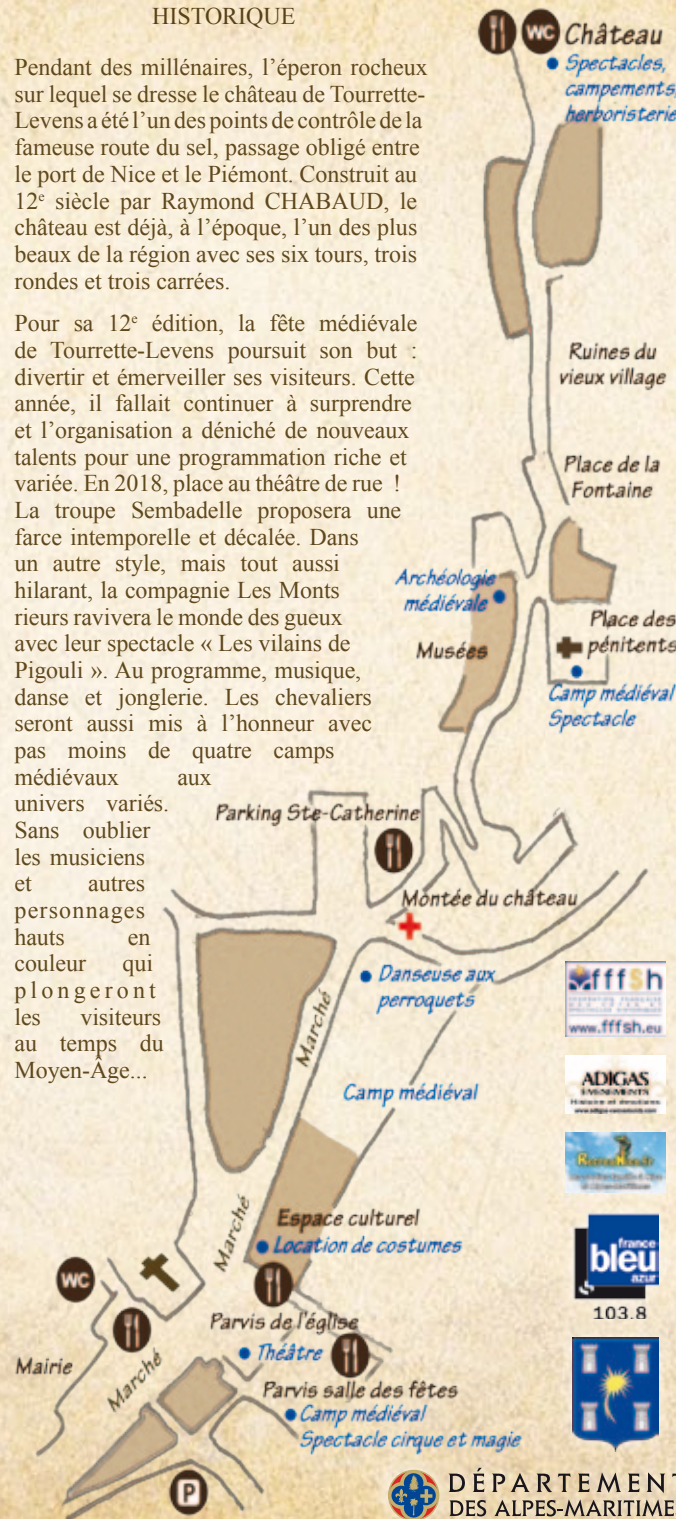 HISTORIQUE
Pendant des millénaires, l’éperon rocheux
sur lequel se dresse le château de Tourrette-
Levens a été l’un des points de contrôle de la
fameuse route du sel, passage obligé entre
le port de Nice et le Piémont. Construit au
12e siècle par Raymond CHABAUD, le
château est déjà, à l’époque, l’un des plus
beaux de la région avec ses six tours, trois
rondes et trois carrées.
Pour sa 12e édition, la fête médiévale
de Tourrette-Levens poursuit son but :
divertir et émerveiller ses visiteurs. Cette
année, il fallait continuer à surprendre
et l’organisation a déniché de nouveaux
talents pour une programmation riche et
variée. En 2018, place au théâtre de rue !
La troupe Sembadelle proposera une
farce intemporelle et décalée. Dans
un autre style, mais tout aussi
hilarant, la compagnie Les Monts
rieurs ravivera le monde des gueux
avec leur spectacle « Les vilains de
Pigouli ». Au programme, musique,
danse et jonglerie. Les chevaliers
seront aussi mis à l’honneur avec
pas moins de quatre camps
médiévaux aux
univers variés.
Sans oublier
les musiciens
et autres
personnages
hauts en
couleur qui
plongeront
les visiteurs
au temps du
Moyen-Âge...
WC
Château
Spectacles,
campements,
herboristerie
Ruines du
vieux village
Place de la
Fontaine
Archéologie
médiévale
Musées
Place des
pénitents
Camp médiéval
Spectacle
Parking Ste-Catherine
Montée du château
Danseuse aux
perroquets
Marché
Camp médiéval
Espace culturel
Location de costumes
Marché
WC
Parvis de l'église
Théâtre
Mairie
Marché
Parvis salle des fêtes
Camp médiéval
Spectacle cirque et magie
P
fffsh
www.fffsh.eu
ADIGAS
EVENEMENTS
RecreaNice.fr
france
bleu
azur
103.8
DÉPARTEMENT
DES ALPES-MARITIME